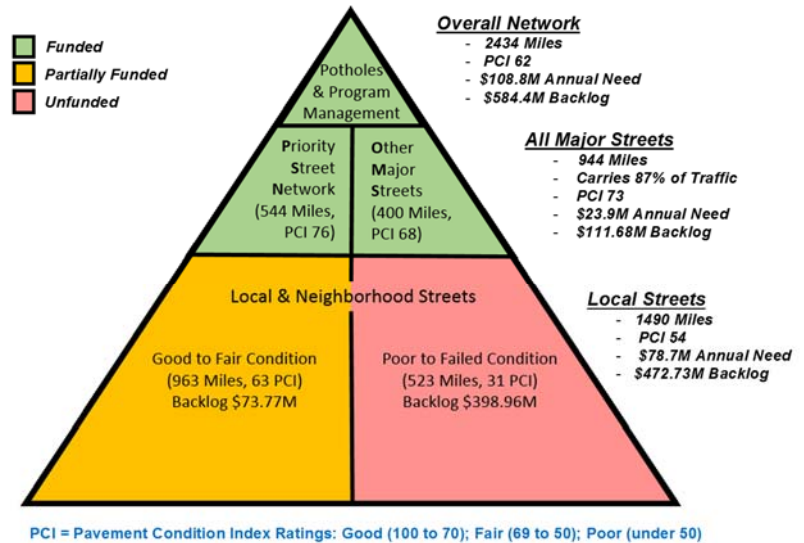 Funded
Partially Funded
Unfunded
Potholes
& Program
Management
Priority
Street
Network
(544 Miles,
PCI 76)
Other
Major
Streets
(400 Miles,
PCI 68)
Local & Neighborhood Streets
Good to Fair Condition
(963 Miles, 63 PCI)
Backlog $73.77M
Poor to Failed Condition
(523 Miles, 31 PCI)
Backlog $398.96M
Overall Network
- 2434 Miles
- PCI 62
- $108.8M Annual Need
- $584.4M Backlog
All Major Streets
- 944 Miles
- Carries 87% of Traffic
- PCI 73
- $23.9M Annual Need
- $111.68M Backlog
Local Streets
- 1490 Miles
- PCI 54
- $78.7M Annual Need
- $472.73M Backlog
PCI = Pavement Condition Index Ratings: Good (100 to 70); Fair (69 to 50); Poor (under 50)